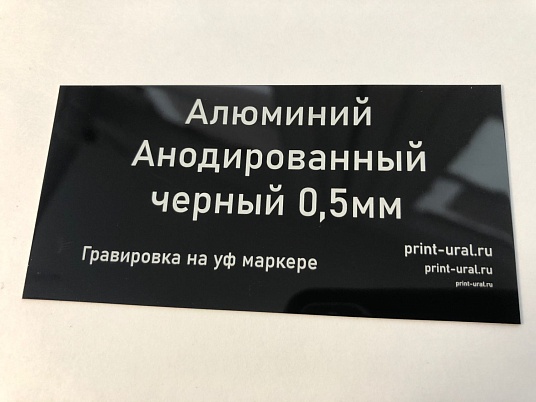 Алюминий
Анодированный
черный 0,5мм
Гравировка на уф маркере
print-ural.ru
print-ural.ru
print-ural.ru